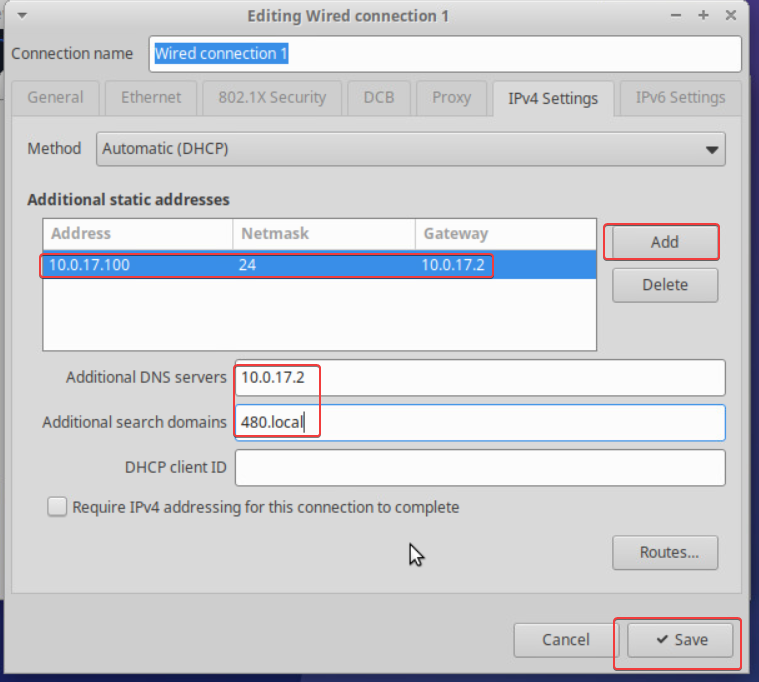 Editing Wired connection 1
Connection name Wired connection 1
General Ethernet 802.1X Security DCB Proxy IPv4 Settings IPv6 Settings
Method Automatic (DHCP)
Additional static addresses
Address Netmask Gateway
Add
10.0.17.100 24 10.0.17.2
Delete
Additional DNS servers 10.0.17.2
Additional search domains 480.local
DHCP client ID
Require IPv4 addressing for this connection to complete
Routes...
Cancel Save